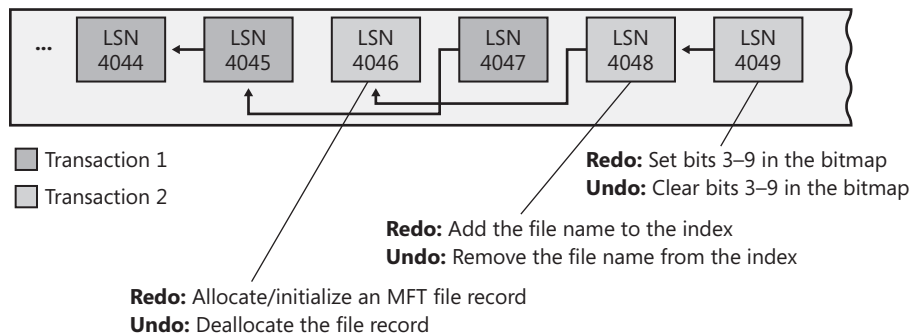 ...
LSN
4044
LSN
4045
LSN
4046
LSN
4047
LSN
4048
LSN
4049
Transaction 1
Transaction 2
Redo: Set bits 3–9 in the bitmap
Undo: Clear bits 3–9 in the bitmap
Redo: Add the file name to the index
Undo: Remove the file name from the index
Redo: Allocate/initialize an MFT file record
Undo: Deallocate the file record